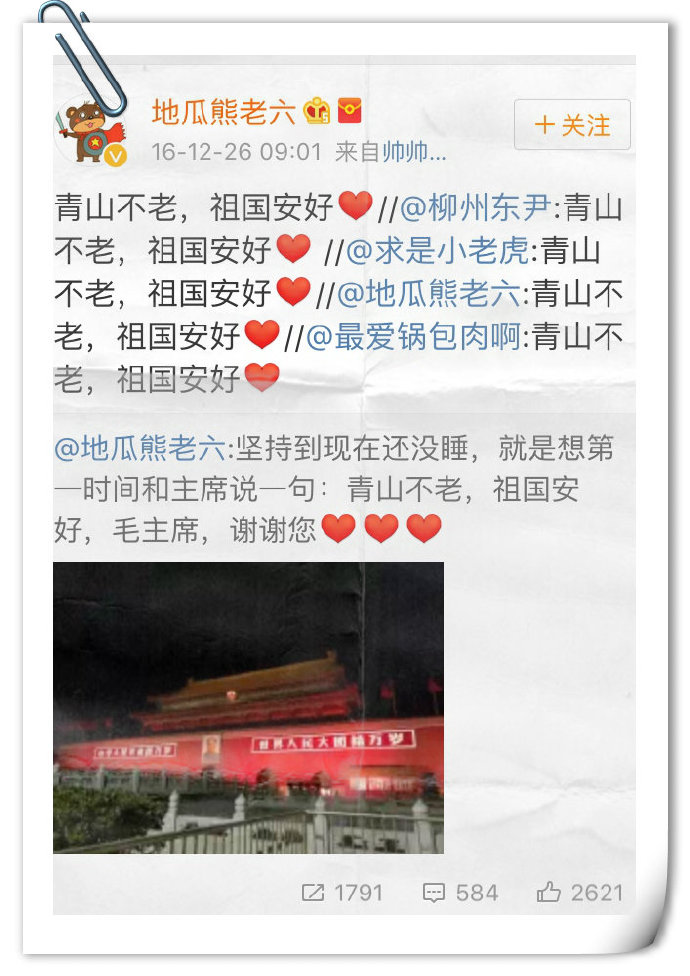 地瓜熊老六
16-12-26 09:01 来自帅帅...
+关注
青山不老，祖国安好❤//@柳州东尹:青山
不老，祖国安好❤ //@求是小老虎:青山
不老，祖国安好❤//@地瓜熊老六:青山不
老，祖国安好❤//@最爱锅包肉啊:青山不
老，祖国安好❤
@地瓜熊老六:坚持到现在还没睡，就是想第
一时间和主席说一句：青山不老，祖国安
好，毛主席，谢谢您❤❤❤
世界人民大团结万岁
1791
584
2621